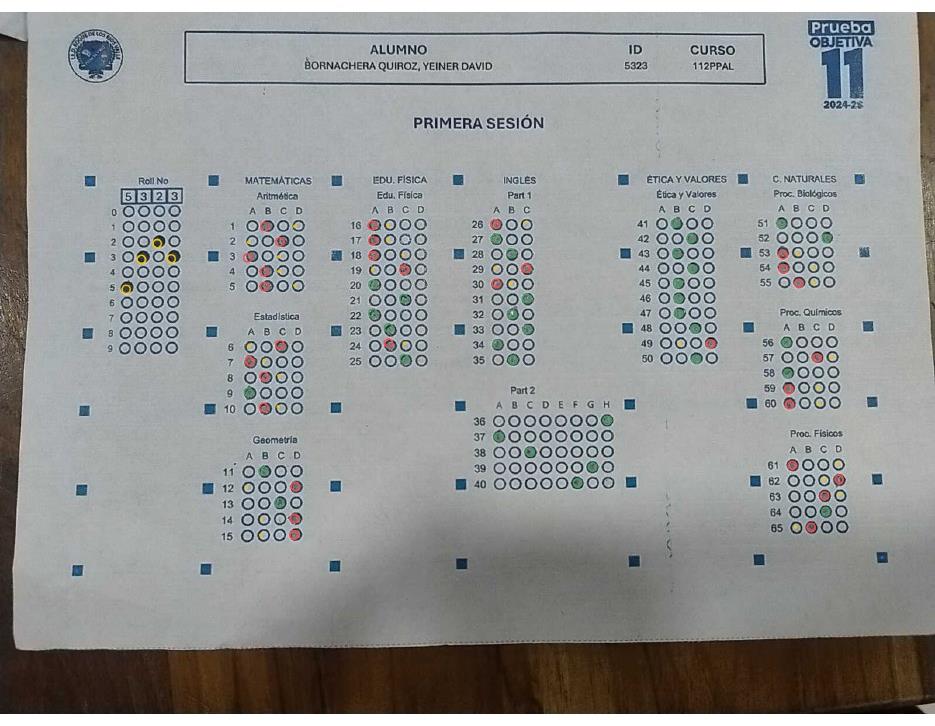 Prueba
OBJETIVA
11
2024-25
ALUMNO ID CURSO
BORNACHERA QUIROZ, YEINER DAVID 5323 112PPAL
PRIMERA SESIÓN
Roll No
5 3 2 3
0
1
2
3
4
5
6
7
8
9
MATEMÁTICAS
Aritmética
A B C D
1
2
3
4
5
Estadística
A B C D
6
7
8
9
10
Geometría
A B C D
11
12
13
14
15
EDU. FÍSICA
Edu. Física
A B C D
16
17
18
19
20
21
22
23
24
25
INGLÉS
Part 1
A B C
26
27
28
29
30
31
32
33
34
35
Part 2
A B C D E F G H
36
37
38
39
40
ÉTICA Y VALORES
Ética y Valores
A B C D
41
42
43
44
45
46
47
48
49
50
C. NATURALES
Proc. Biológicos
A B C D
51
52
53
54
55
Proc. Químicos
A B C D
56
57
58
59
60
Proc. Físicos
A B C D
61
62
63
64
65